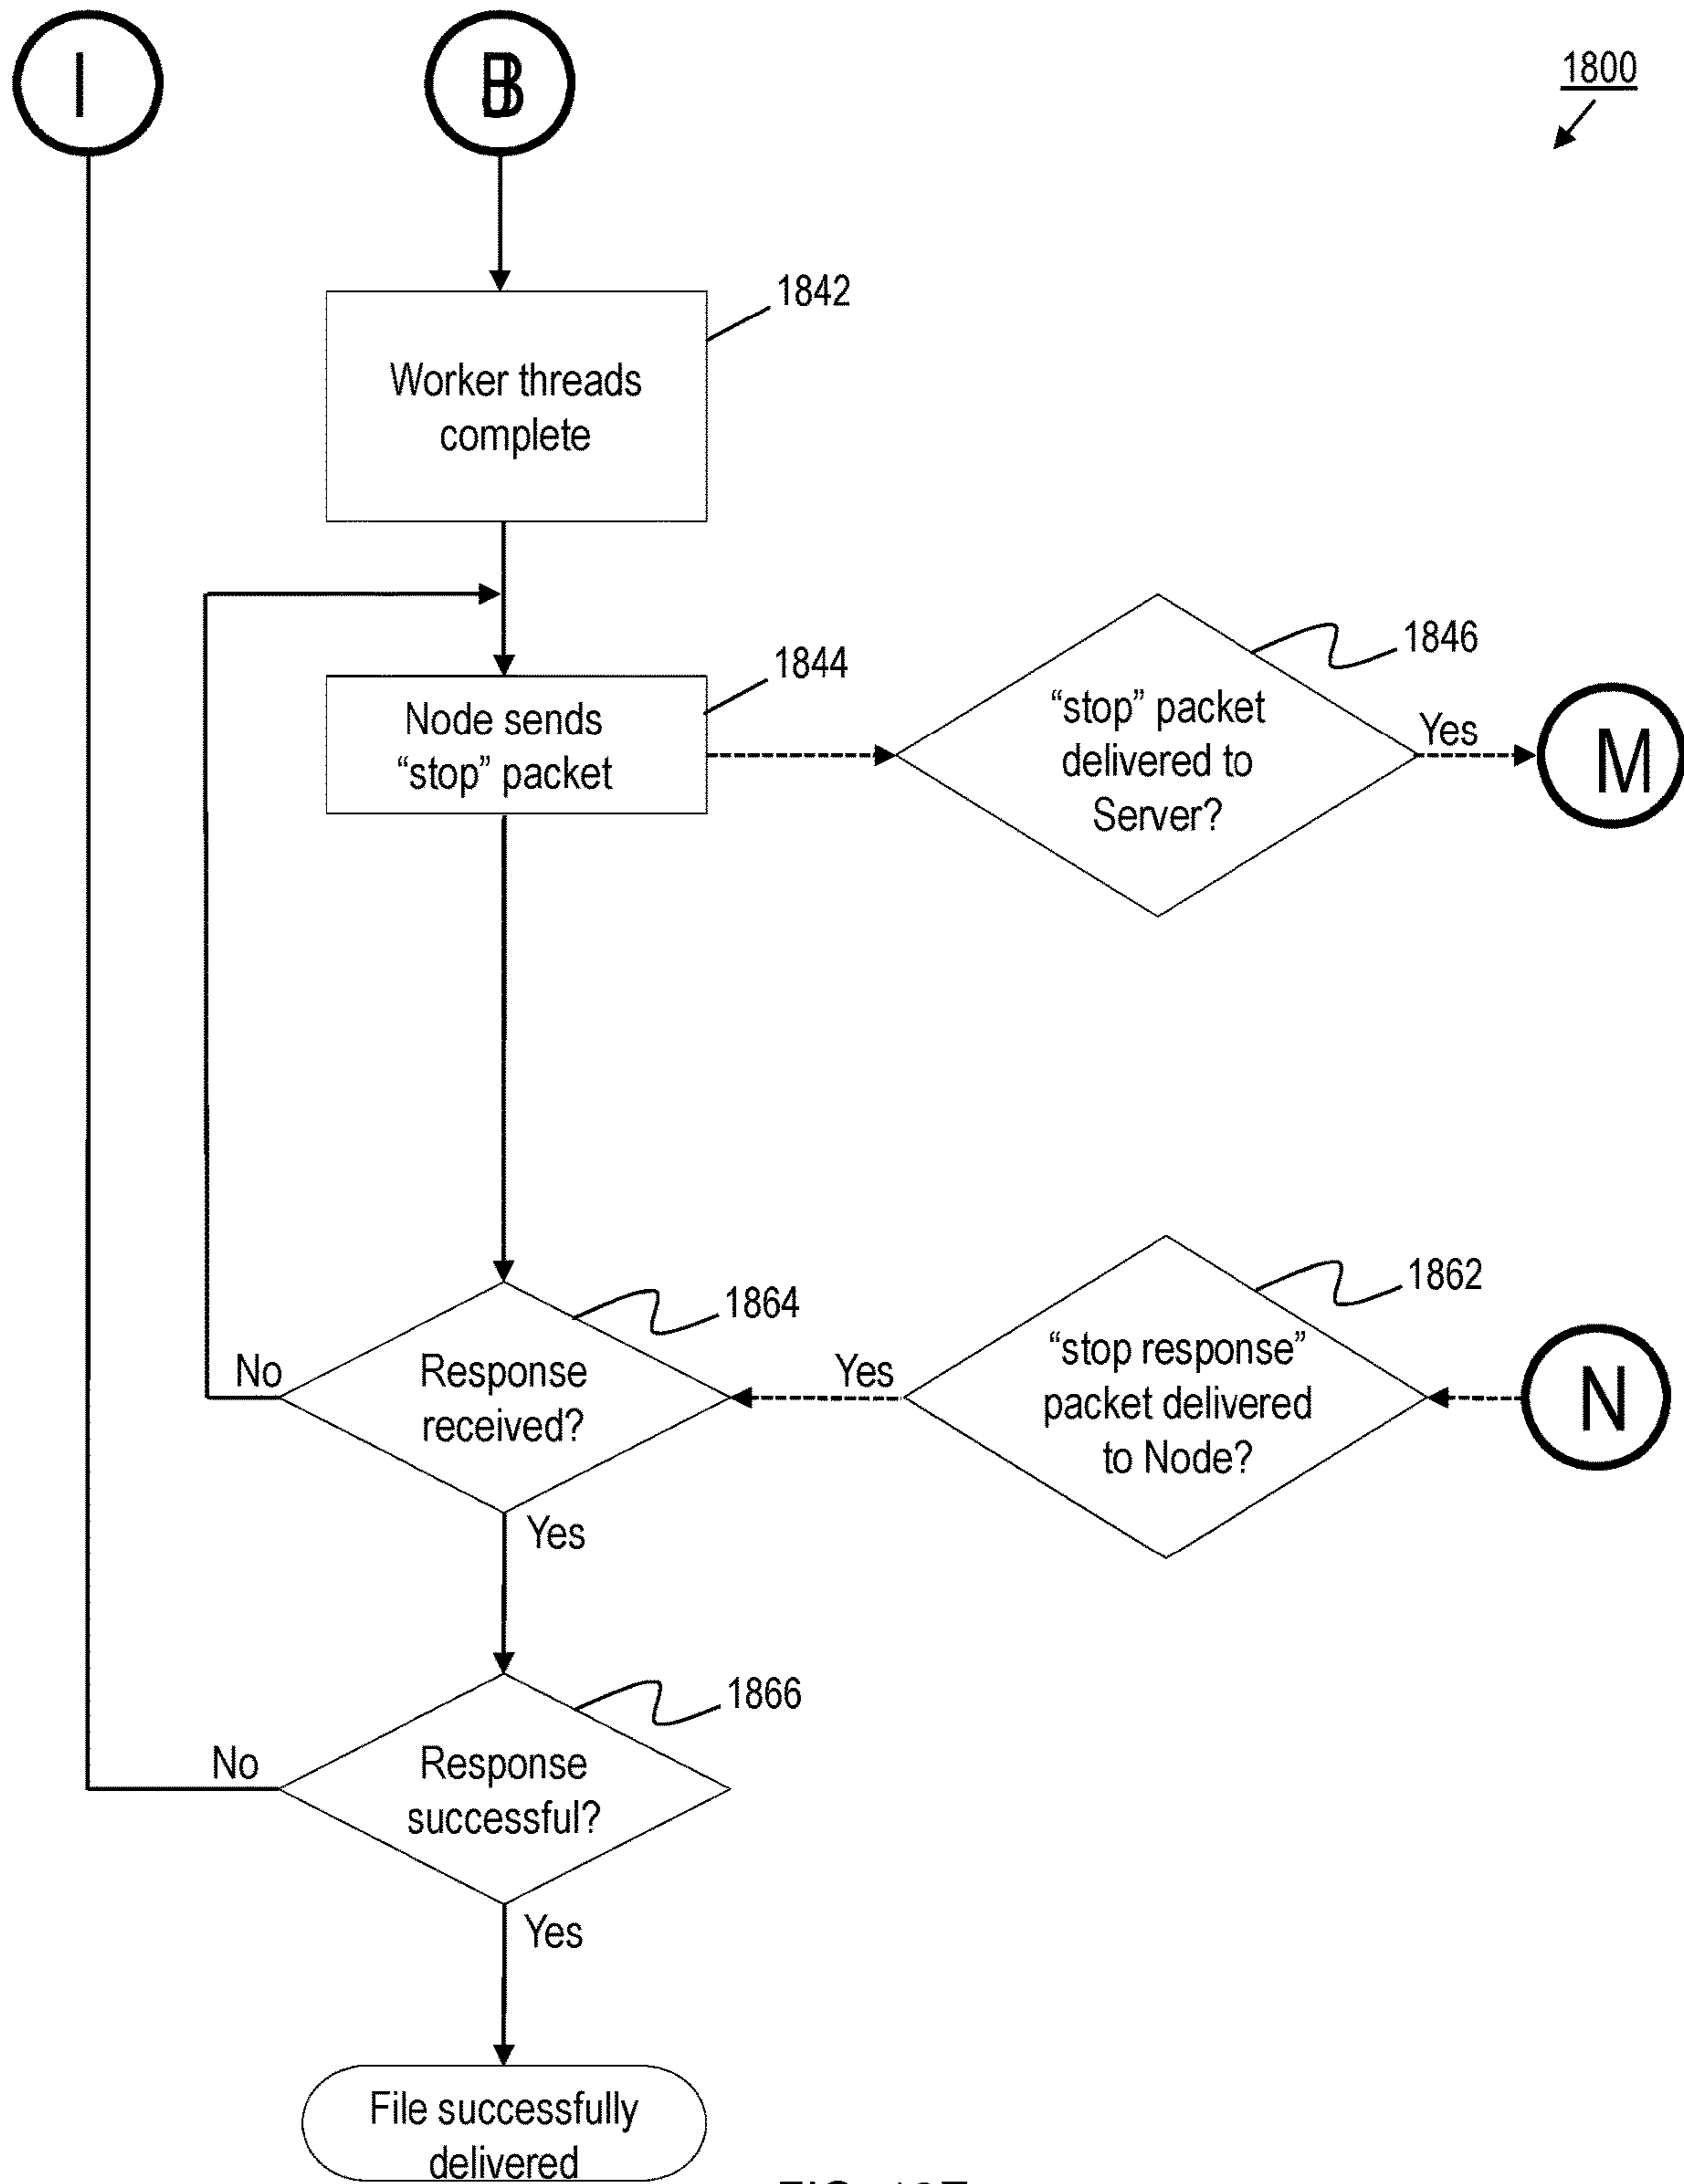 I
1800
1842
Worker threads
complete
1844
Node sends
“stop” packet
1846
“stop” packet
delivered to
Server?
Yes
M
1864
Response
received?
No
Yes
1862
“stop response”
packet delivered
to Node?
Yes
N
1866
Response
successful?
No
Yes
File successfully
delivered